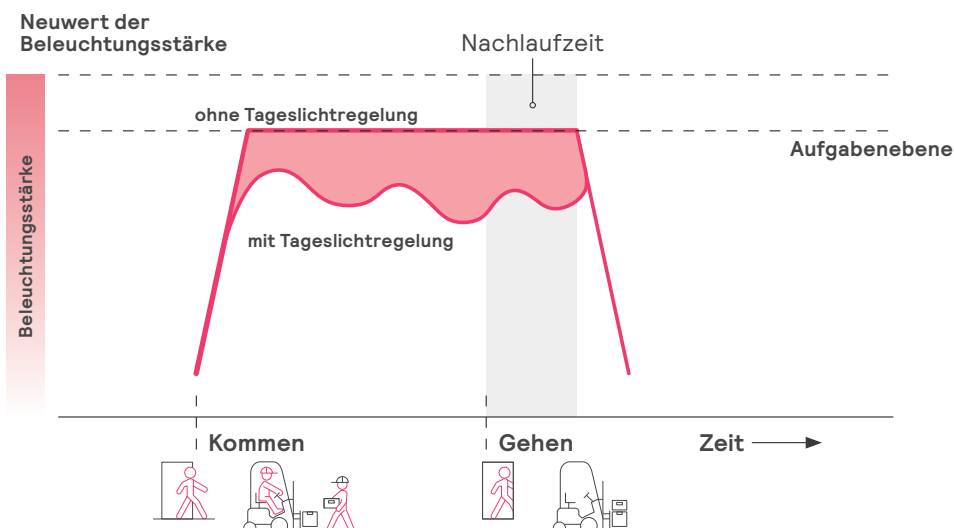 Neuwert der
Beleuchtungsstärke
Nachlaufzeit
ohne Tageslichtregelung
Aufgabenebene
Beleuchtungsstärke
mit Tageslichtregelung
Kommen
Gehen
Zeit